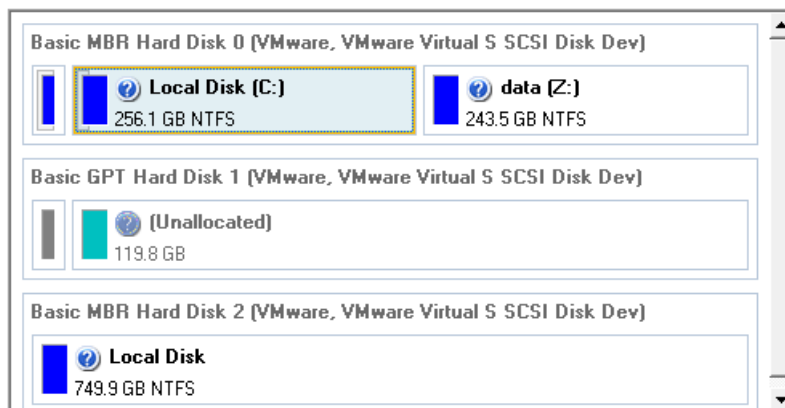 Basic MBR Hard Disk 0 (VMware, VMware Virtual S SCSI Disk Dev)
Local Disk (C:)
256.1 GB NTFS
data (Z:)
243.5 GB NTFS
Basic GPT Hard Disk 1 (VMware, VMware Virtual S SCSI Disk Dev)
(Unallocated)
119.8 GB
Basic MBR Hard Disk 2 (VMware, VMware Virtual S SCSI Disk Dev)
Local Disk
749.9 GB NTFS